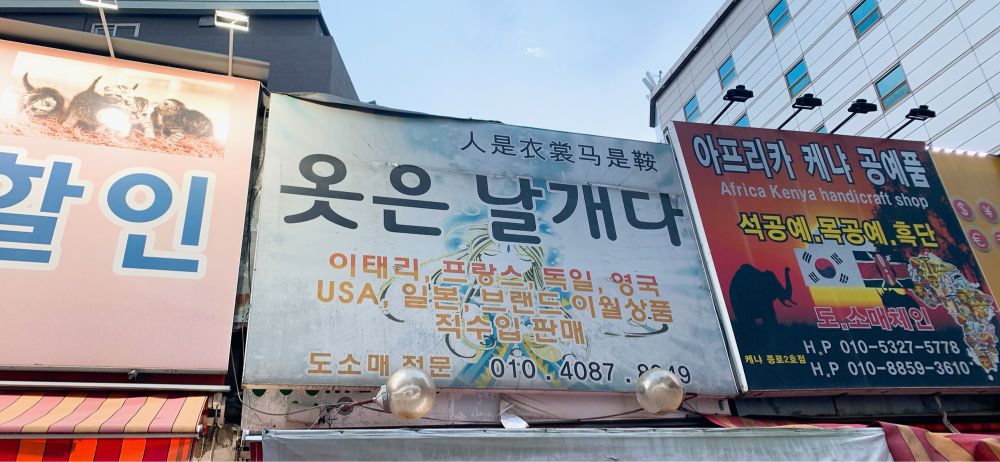 할인
人是衣裳马是鞍
옷은 날개다
이태리, 프랑스, 독일, 영국
USA, 일본, 브랜드 이월상품
직수입 판매
도소매 전문
010 . 4087 .
아프리카 케냐 공예품
Africa Kenya handicraft shop
석공예.목공예.흑단
도,소매체인
케냐 종로2호점
H.P 010-5327-5778
H.P 010-8859-3610